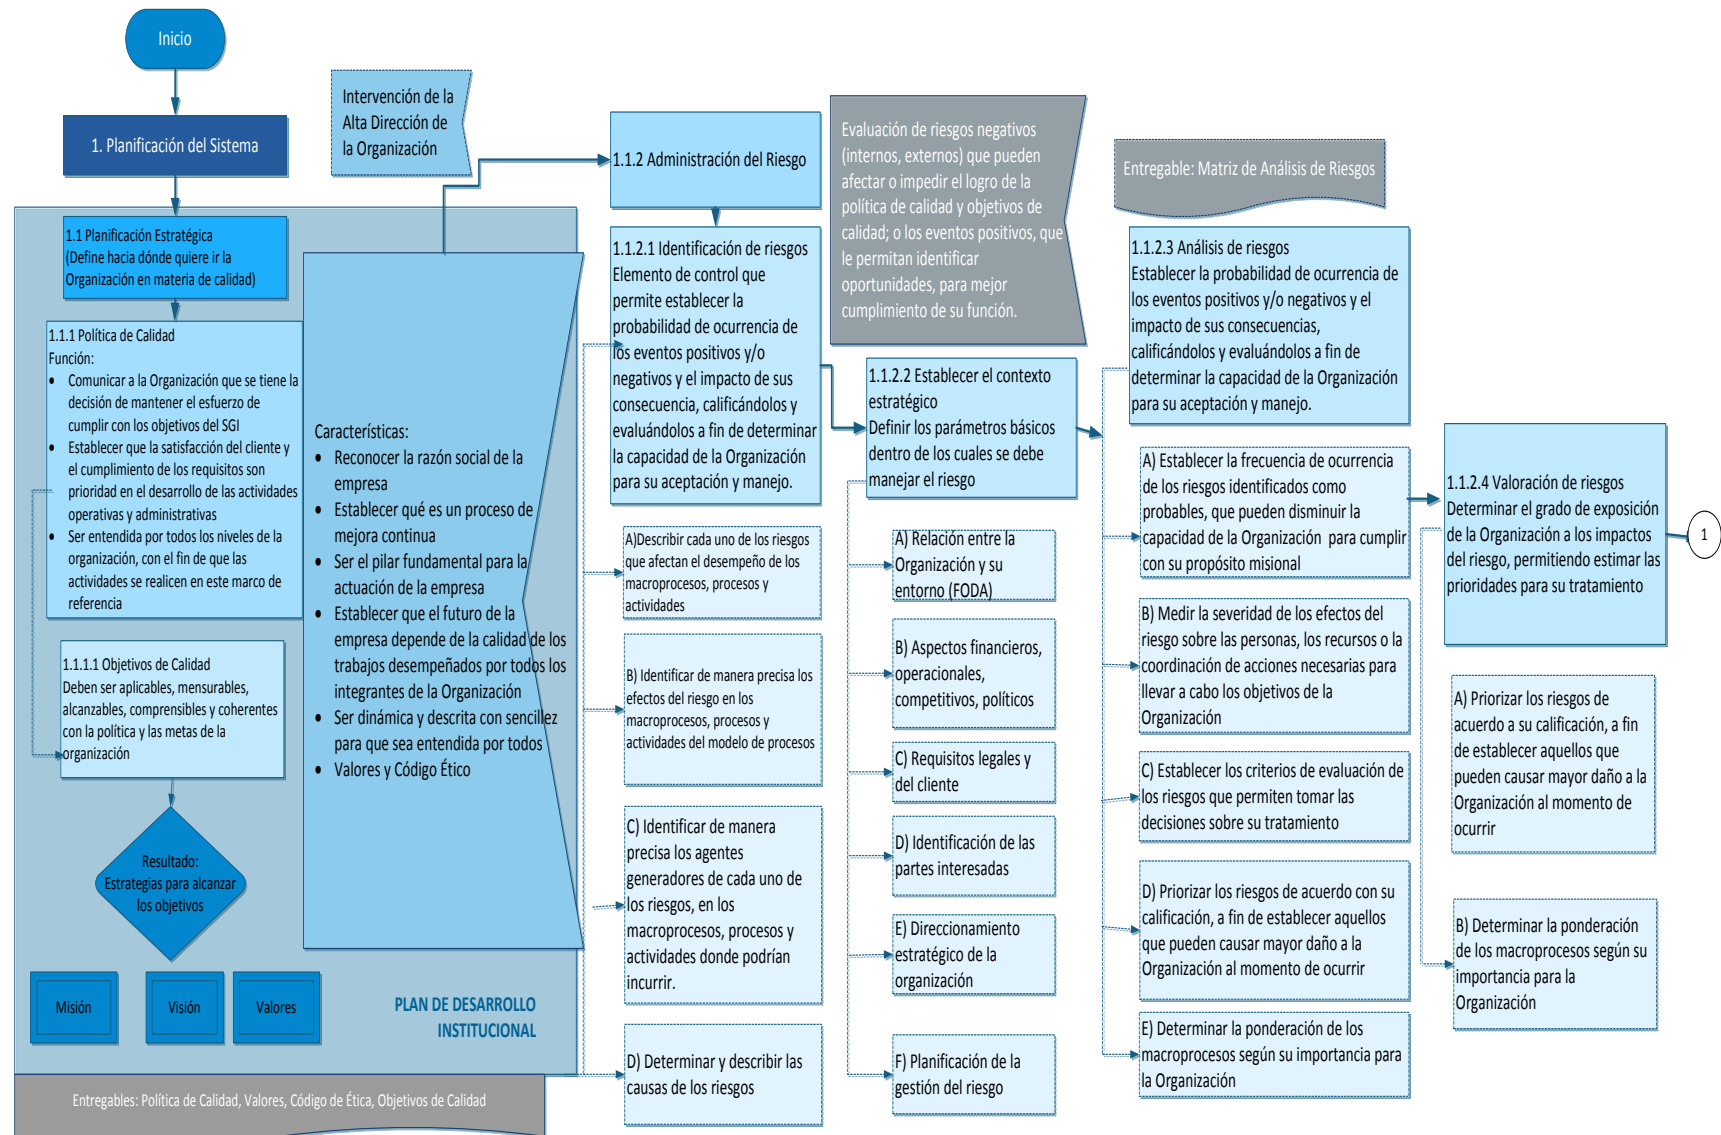 Inicio
1. Planificación del Sistema
1.1 Planificación Estratégica
(Define hacia dónde quiere ir la
Organización en materia de calidad)
1.1.1 Política de Calidad
Función:
• Comunicar a la Organización que se tiene la
decisión de mantener el esfuerzo de
cumplir con los objetivos del SGI
• Establecer que la satisfacción del cliente y
el cumplimiento de los requisitos son
prioridad en el desarrollo de las actividades
operativas y administrativas
• Ser entendida por todos los niveles de la
organización, con el fin de que las
actividades se realicen en este marco de
referencia
1.1.1.1 Objetivos de Calidad
Deben ser aplicables, mensurables,
alcanzables, comprensibles y coherentes
con la política y las metas de la
organización
Resultado:
Estrategias para alcanzar
los objetivos
Misión
Visión
Valores
PLAN DE DESARROLLO
INSTITUCIONAL
Entregables: Política de Calidad, Valores, Código de Ética, Objetivos de Calidad
Intervención de la
Alta Dirección de
la Organización
Características:
• Reconocer la razón social de la
empresa
• Establecer qué es un proceso de
mejora continua
• Ser el pilar fundamental para la
actuación de la empresa
• Establecer que el futuro de la
empresa depende de la calidad de los
trabajos desempeñados por todos los
integrantes de la Organización
• Ser dinámica y descrita con sencillez
para que sea entendida por todos
• Valores y Código Ético
1.1.2 Administración del Riesgo
1.1.2.1 Identificación de riesgos
Elemento de control que
permite establecer la
probabilidad de ocurrencia de
los eventos positivos y/o
negativos y el impacto de sus
consecuencia, calificándolos y
evaluándolos a fin de determinar
la capacidad de la Organización
para su aceptación y manejo.
A)Describir cada uno de los riesgos
que afectan el desempeño de los
macroprocesos, procesos y
actividades
B) Identificar de manera precisa los
efectos del riesgo en los
macroprocesos, procesos y
actividades del modelo de procesos
C) Identificar de manera
precisa los agentes
generadores de cada uno de
los riesgos, en los
macroprocesos, procesos y
actividades donde podrían
incurrir.
D) Determinar y describir las
causas de los riesgos
Evaluación de riesgos negativos
(internos, externos) que pueden
afectar o impedir el logro de la
política de calidad y objetivos de
calidad; o los eventos positivos, que
le permitan identificar
oportunidades, para mejor
cumplimiento de su función.
1.1.2.2 Establecer el contexto
estratégico
Definir los parámetros básicos
dentro de los cuales se debe
manejar el riesgo
A) Relación entre la
Organización y su
entorno (FODA)
B) Aspectos financieros,
operacionales,
competitivos, políticos
C) Requisitos legales y
del cliente
D) Identificación de las
partes interesadas
E) Direccionamiento
estratégico de la
organización
F) Planificación de la
gestión del riesgo
Entregable: Matriz de Análisis de Riesgos
1.1.2.3 Análisis de riesgos
Establecer la probabilidad de ocurrencia de
los eventos positivos y/o negativos y el
impacto de sus consecuencias,
calificándolos y evaluándolos a fin de
determinar la capacidad de la Organización
para su aceptación y manejo.
A) Establecer la frecuencia de ocurrencia
de los riesgos identificados como
probables, que pueden disminuir la
capacidad de la Organización para cumplir
con su propósito misional
B) Medir la severidad de los efectos del
riesgo sobre las personas, los recursos o la
coordinación de acciones necesarias para
llevar a cabo los objetivos de la
Organización
C) Establecer los criterios de evaluación de
los riesgos que permiten tomar las
decisiones sobre su tratamiento
D) Priorizar los riesgos de acuerdo con su
calificación, a fin de establecer aquellos
que pueden causar mayor daño a la
Organización al momento de ocurrir
E) Determinar la ponderación de los
macroprocesos según su importancia para
la Organización
1.1.2.4 Valoración de riesgos
Determinar el grado de exposición
de la Organización a los impactos
del riesgo, permitiendo estimar las
prioridades para su tratamiento
A) Priorizar los riesgos de
acuerdo a su calificación, a fin
de establecer aquellos que
pueden causar mayor daño a la
Organización al momento de
ocurrir
B) Determinar la ponderación
de los macroprocesos según su
importancia para la
Organización
1